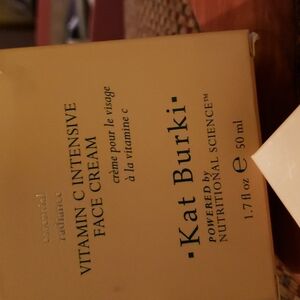 essential
radiance
VITAMIN C INTENSIVE
FACE CREAM
crème pour le visage
à la vitamine c
• Kat Burki •
POWERED by
NUTRITIONAL SCIENCE™
1.7 fl oz ℮ 50 ml